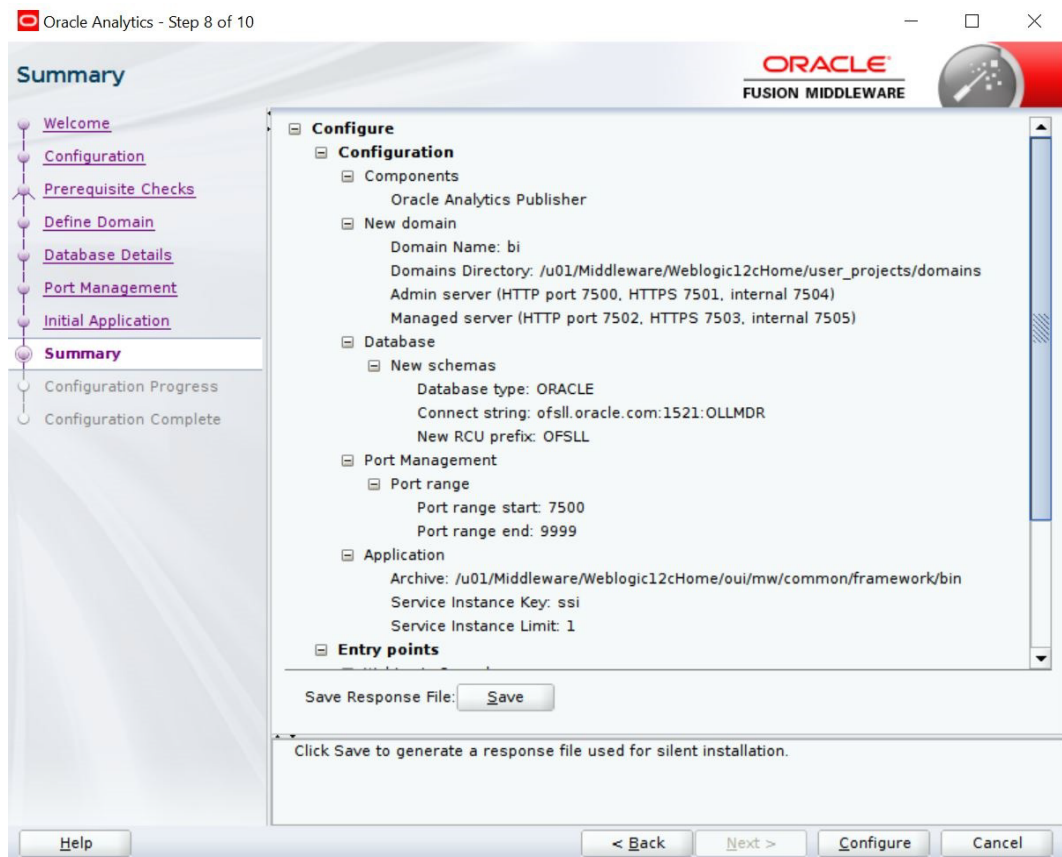 Oracle Analytics - Step 8 of 10
Summary
ORACLE
FUSION MIDDLEWARE
Welcome
Configuration
Prerequisite Checks
Define Domain
Database Details
Port Management
Initial Application
Summary
Configuration Progress
Configuration Complete
Configure
Configuration
Components
Oracle Analytics Publisher
New domain
Domain Name: bi
Domains Directory: /u01/Middleware/Weblogic12cHome/user_projects/domains
Admin server (HTTP port 7500, HTTPS 7501, internal 7504)
Managed server (HTTP port 7502, HTTPS 7503, internal 7505)
Database
New schemas
Database type: ORACLE
Connect string: ofsll.oracle.com:1521:OLLMDR
New RCU prefix: OFSLL
Port Management
Port range
Port range start: 7500
Port range end: 9999
Application
Archive: /u01/Middleware/Weblogic12cHome/oui/mw/common/framework/bin
Service Instance Key: ssi
Service Instance Limit: 1
Entry points
Save Response File: Save
Click Save to generate a response file used for silent installation.
Help < Back Next > Configure Cancel